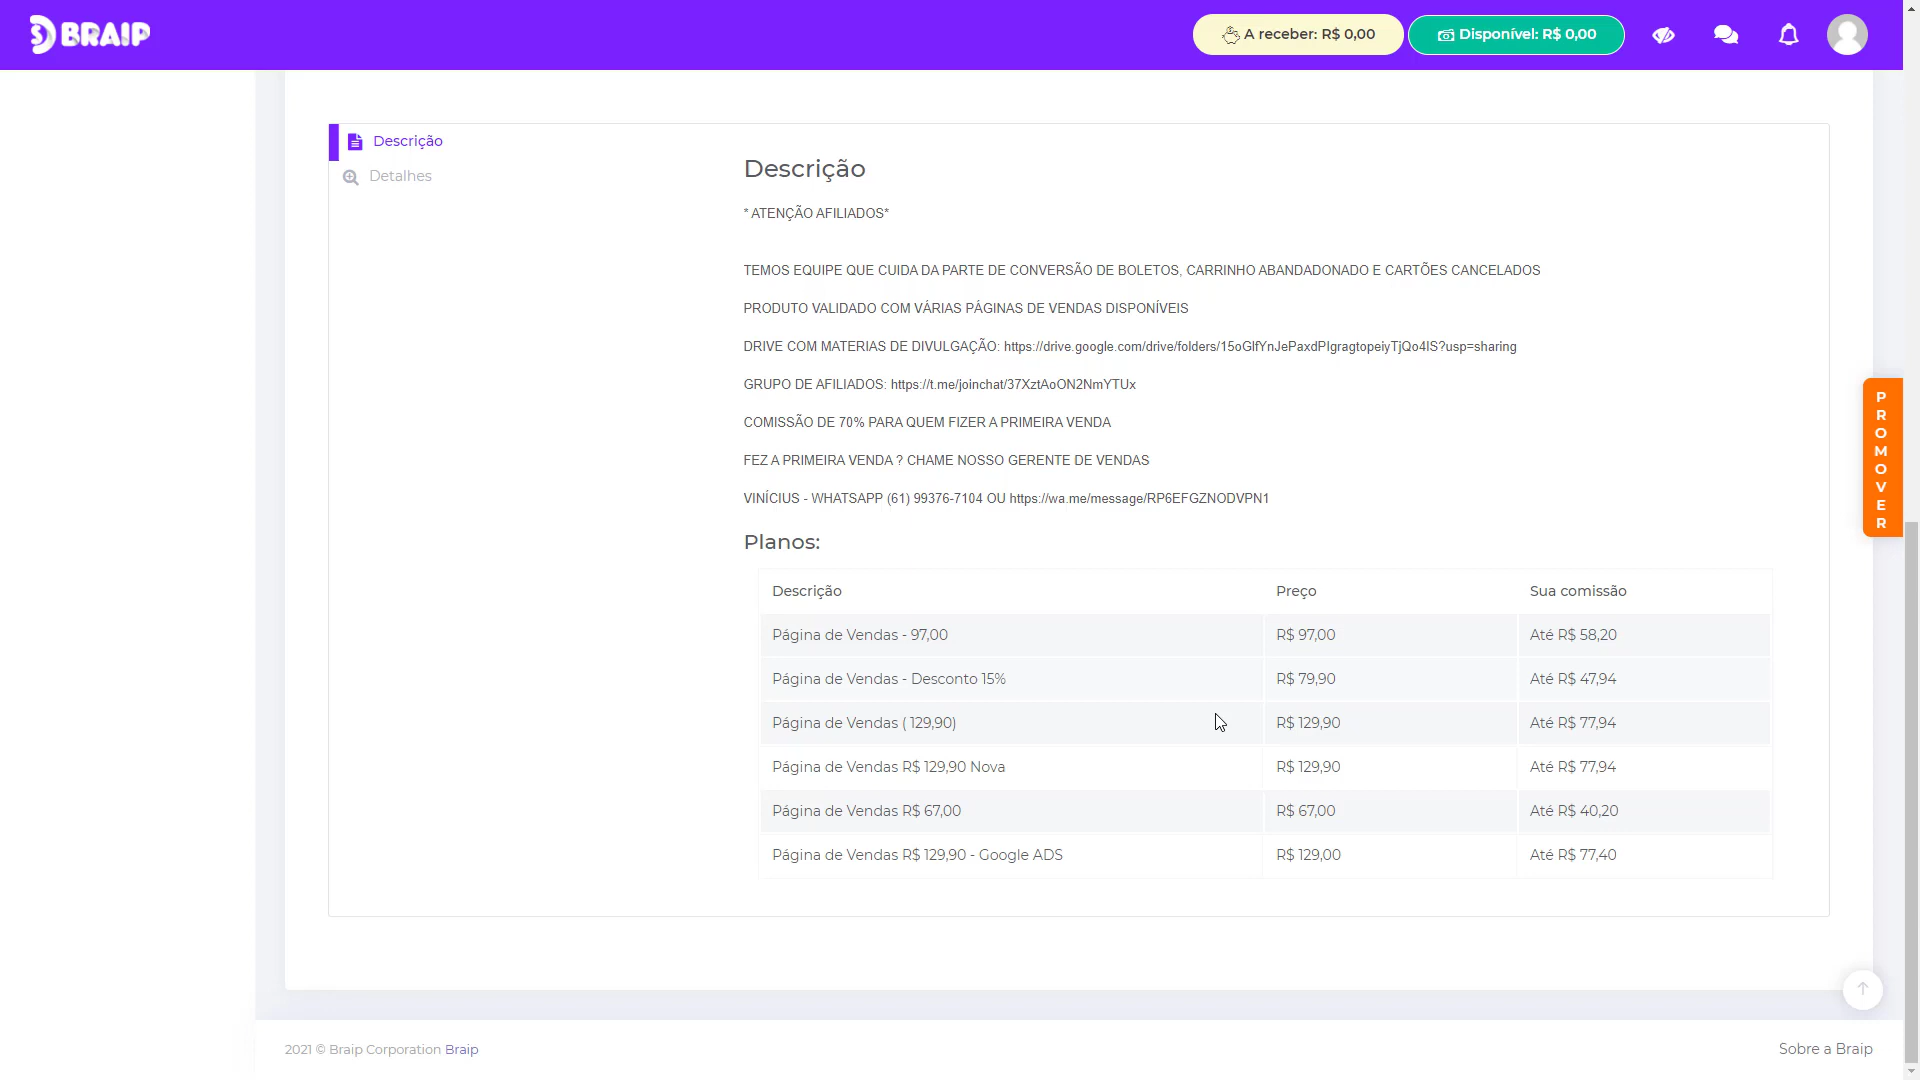 BRAIP
A receber: R$ 0,00
Disponível: R$ 0,00
Descrição
Detalhes
Descrição
* ATENÇÃO AFILIADOS*
TEMOS EQUIPE QUE CUIDA DA PARTE DE CONVERSÃO DE BOLETOS, CARRINHO ABANDADONADO E CARTÕES CANCELADOS
PRODUTO VALIDADO COM VÁRIAS PÁGINAS DE VENDAS DISPONÍVEIS
DRIVE COM MATERIAS DE DIVULGAÇÃO: https://drive.google.com/drive/folders/15oGlfYnJePaxdPIgragtopeiyTjQo4IS?usp=sharing
GRUPO DE AFILIADOS: https://t.me/joinchat/37XztAoON2NmYTUx
COMISSÃO DE 70% PARA QUEM FIZER A PRIMEIRA VENDA
FEZ A PRIMEIRA VENDA ? CHAME NOSSO GERENTE DE VENDAS
VINÍCIUS - WHATSAPP (61) 99376-7104 OU https://wa.me/message/RP6EFGZNODVPN1
Planos:
Descrição Preço Sua comissão
Página de Vendas - 97,00 R$ 97,00 Até R$ 58,20
Página de Vendas - Desconto 15% R$ 79,90 Até R$ 47,94
Página de Vendas ( 129,90) R$ 129,90 Até R$ 77,94
Página de Vendas R$ 129,90 Nova R$ 129,90 Até R$ 77,94
Página de Vendas R$ 67,00 R$ 67,00 Até R$ 40,20
Página de Vendas R$ 129,90 - Google ADS R$ 129,00 Até R$ 77,40
PROMOVER
2021 © Braip Corporation Braip
Sobre a Braip